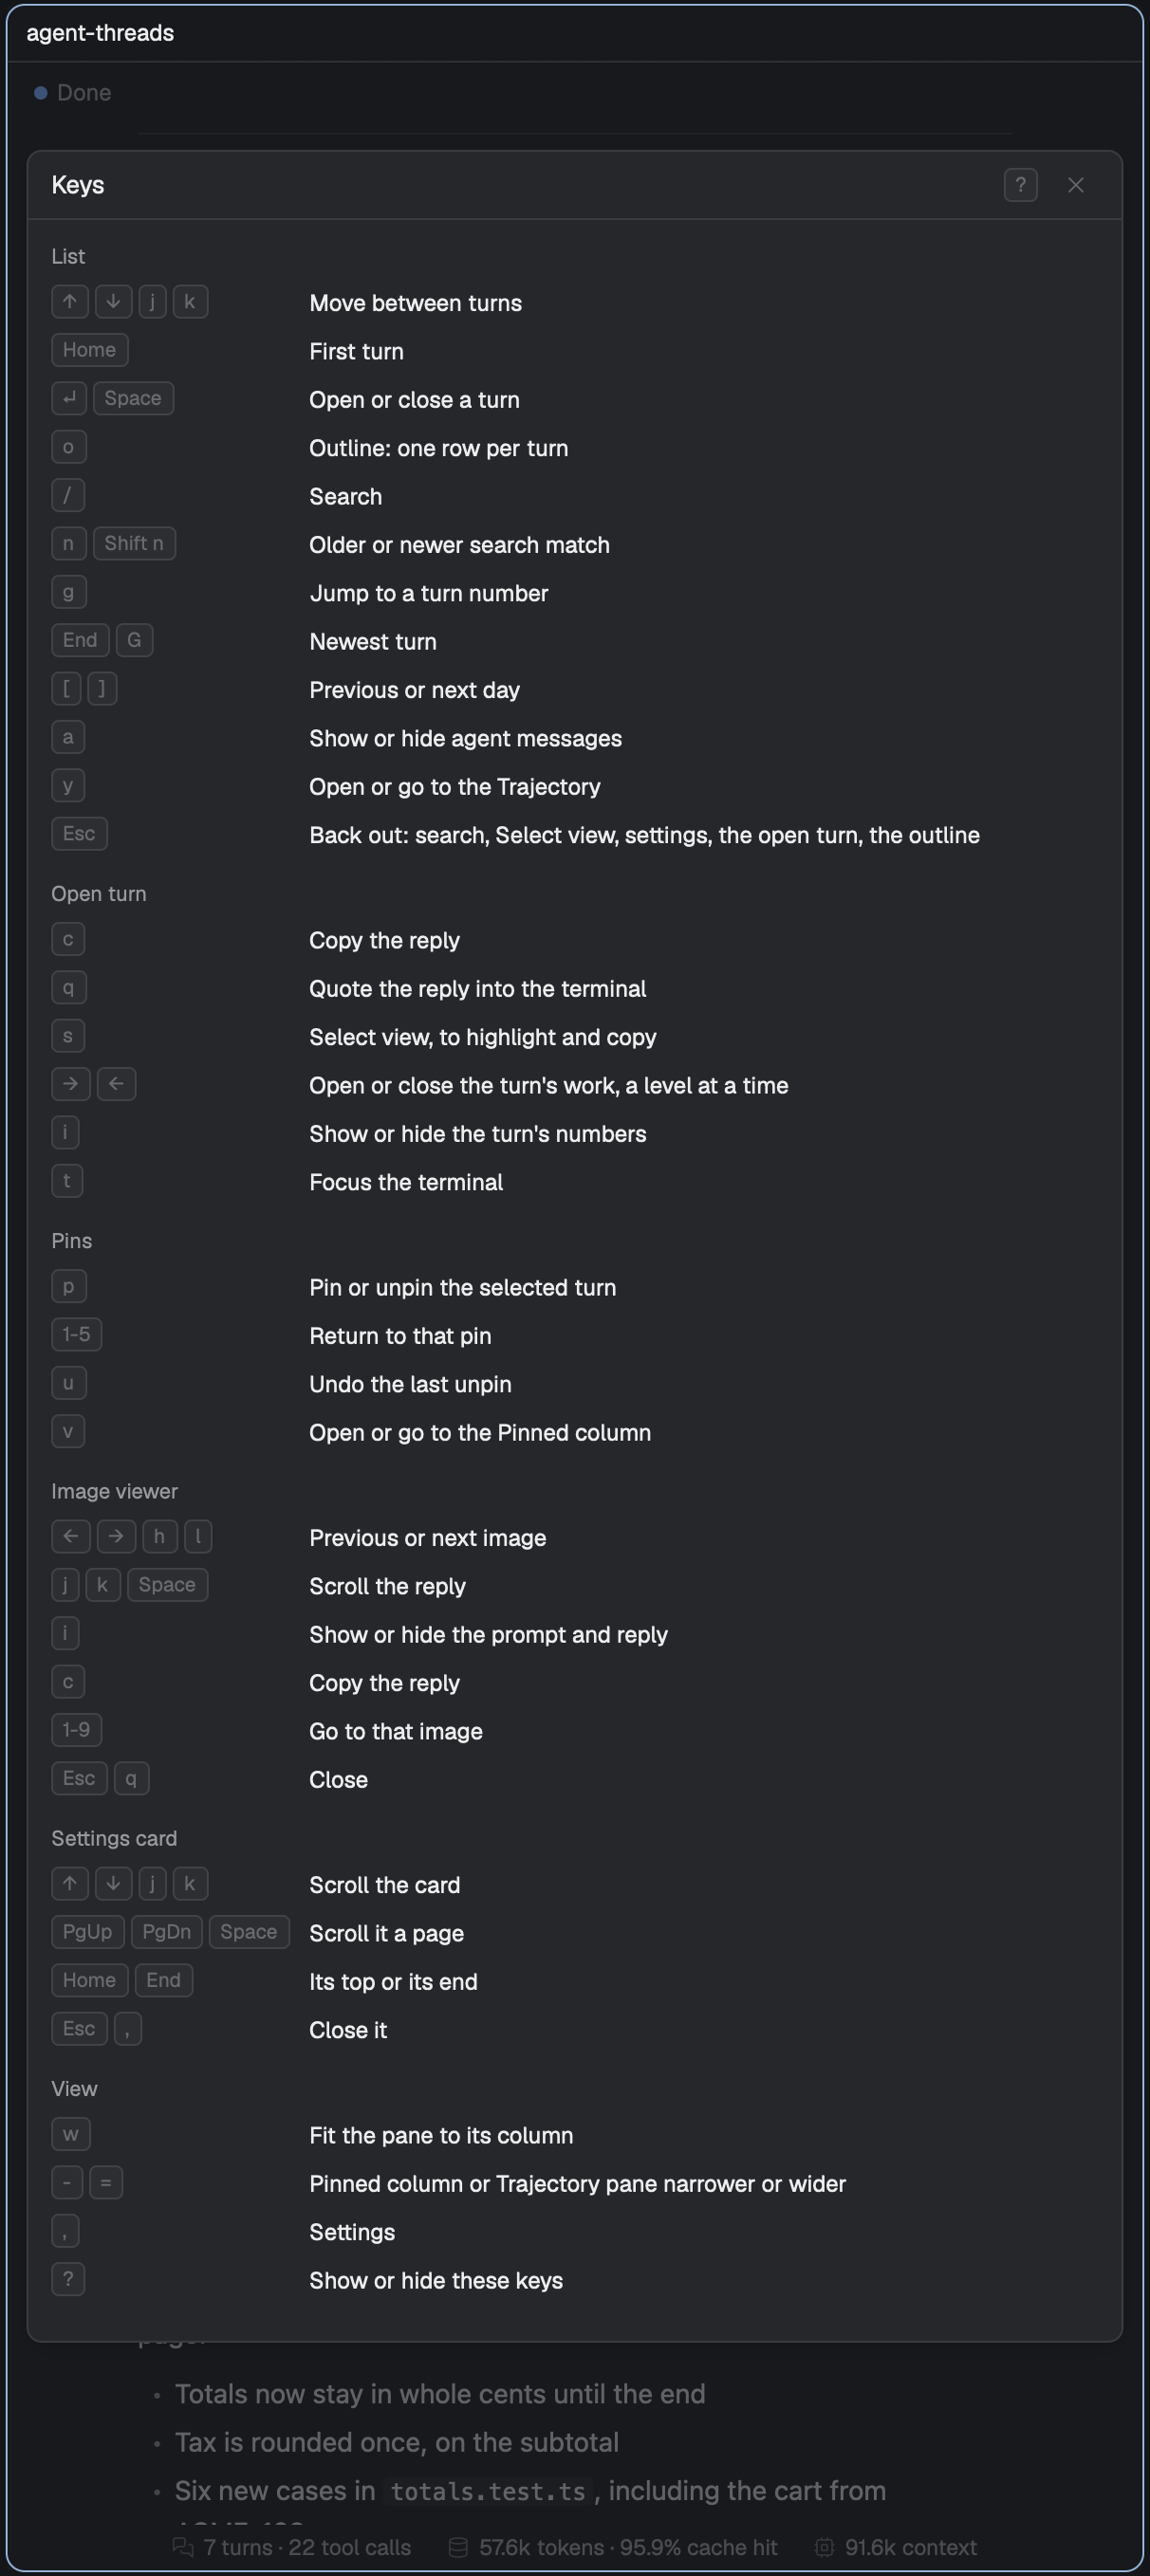 agent-threads
Done
Keys ?
List
↑ ↓ j k Move between turns
Home First turn
↵ Space Open or close a turn
o Outline: one row per turn
/ Search
n Shift n Older or newer search match
g Jump to a turn number
End G Newest turn
[ ] Previous or next day
a Show or hide agent messages
y Open or go to the Trajectory
Esc Back out: search, Select view, settings, the open turn, the outline
Open turn
c Copy the reply
q Quote the reply into the terminal
s Select view, to highlight and copy
→ ← Open or close the turn's work, a level at a time
i Show or hide the turn's numbers
t Focus the terminal
Pins
p Pin or unpin the selected turn
1-5 Return to that pin
u Undo the last unpin
v Open or go to the Pinned column
Image viewer
← → h l Previous or next image
j k Space Scroll the reply
i Show or hide the prompt and reply
c Copy the reply
1-9 Go to that image
Esc q Close
Settings card
↑ ↓ j k Scroll the card
PgUp PgDn Space Scroll it a page
Home End Its top or its end
Esc , Close it
View
w Fit the pane to its column
- = Pinned column or Trajectory pane narrower or wider
, Settings
? Show or hide these keys
• Totals now stay in whole cents until the end
• Tax is rounded once, on the subtotal
• Six new cases in totals.test.ts, including the cart from
7 turns · 22 tool calls 57.6k tokens · 95.9% cache hit 91.6k context